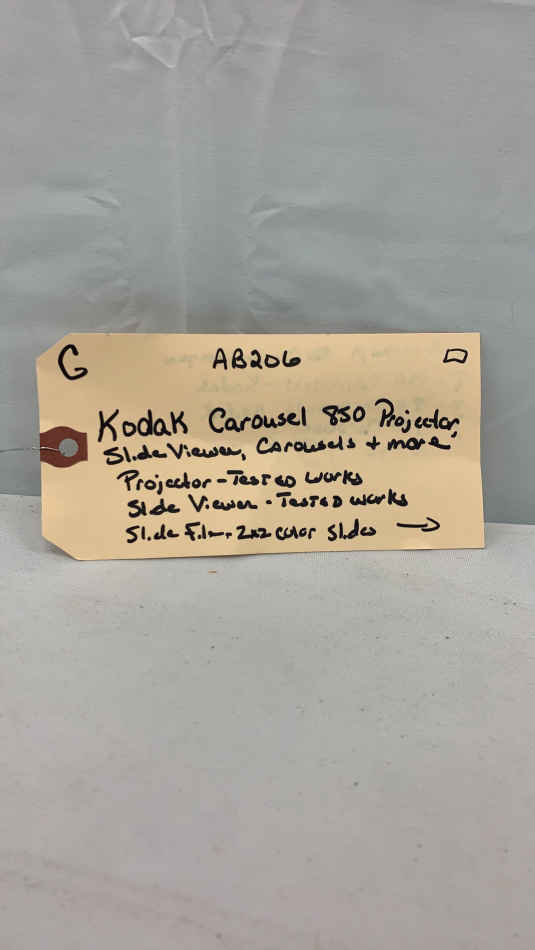 G AB206
Kodak Carousel 850 Projector,
Slide Viewer, Carousels + more
Projector - Tested works
Slide Viewer - Tested works
Slide Film - 2x2 color slides →